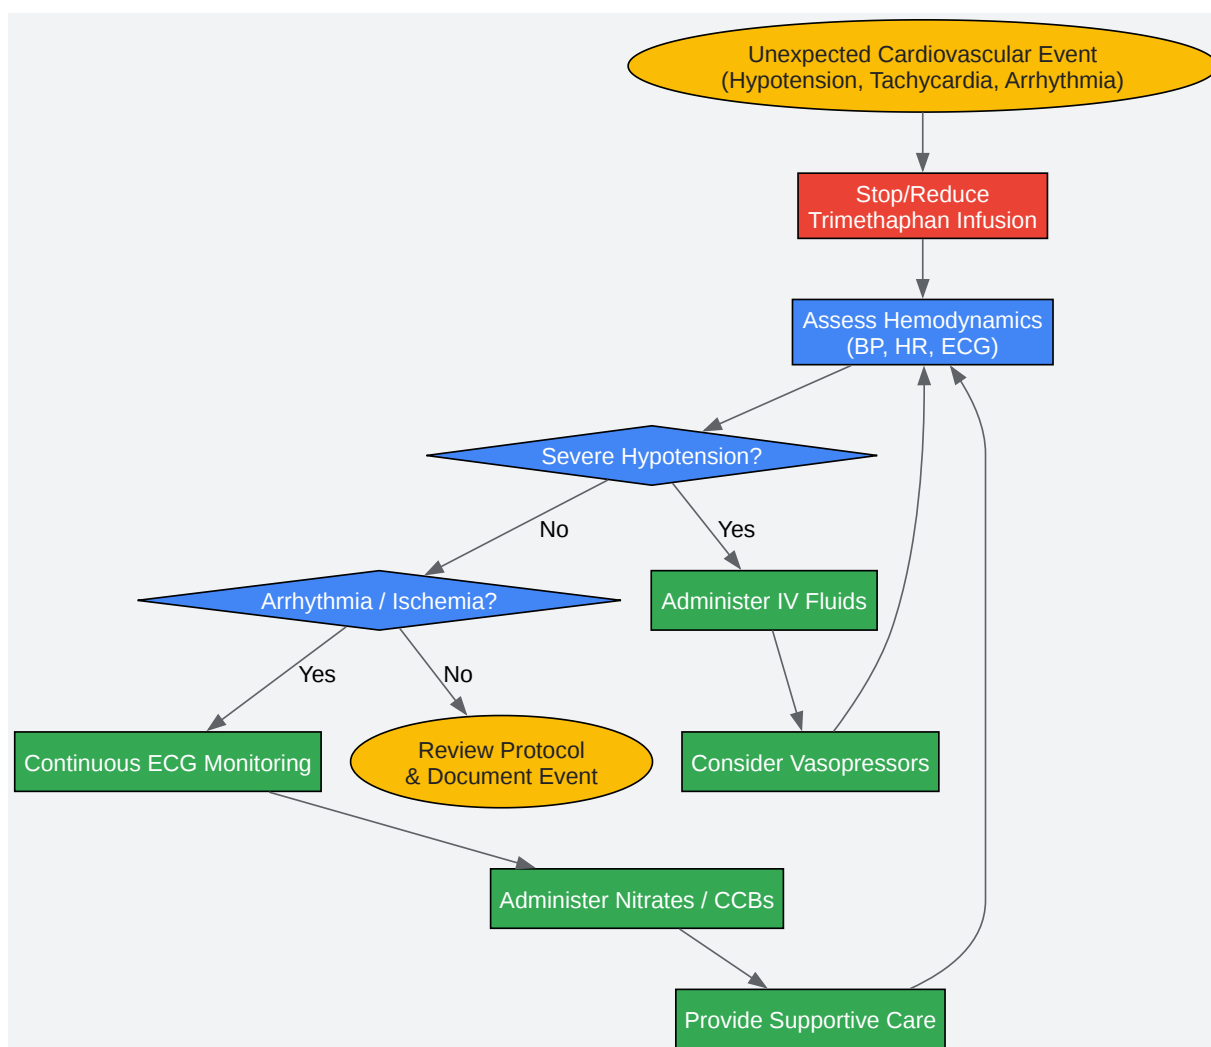 Unexpected Cardiovascular Event
(Hypotension, Tachycardia, Arrhythmia)
Stop/Reduce
Trimethaphan Infusion
Assess Hemodynamics
(BP, HR, ECG)
Severe Hypotension?
No
Yes
Arrhythmia / Ischemia?
Administer IV Fluids
Yes
No
Continuous ECG Monitoring
Review Protocol
& Document Event
Consider Vasopressors
Administer Nitrates / CCBs
Provide Supportive Care